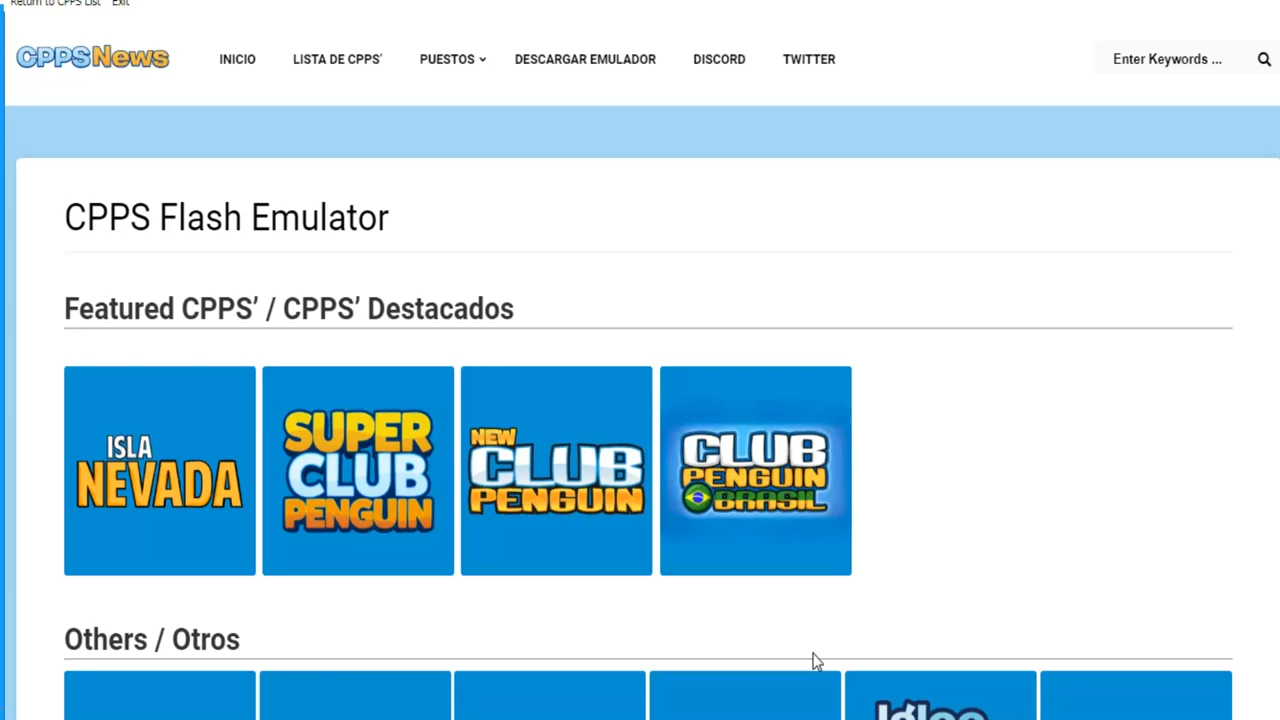 Return to CPPS List Exit
CPPSNews INICIO LISTA DE CPPS’ PUESTOS DESCARGAR EMULADOR DISCORD TWITTER Enter Keywords ...
CPPS Flash Emulator
Featured CPPS’ / CPPS’ Destacados
ISLA
NEVADA
SUPER
CLUB
PENGUIN
NEW
CLUB
PENGUIN
CLUB
PENGUIN
BRASIL
Others / Otros
Igloo